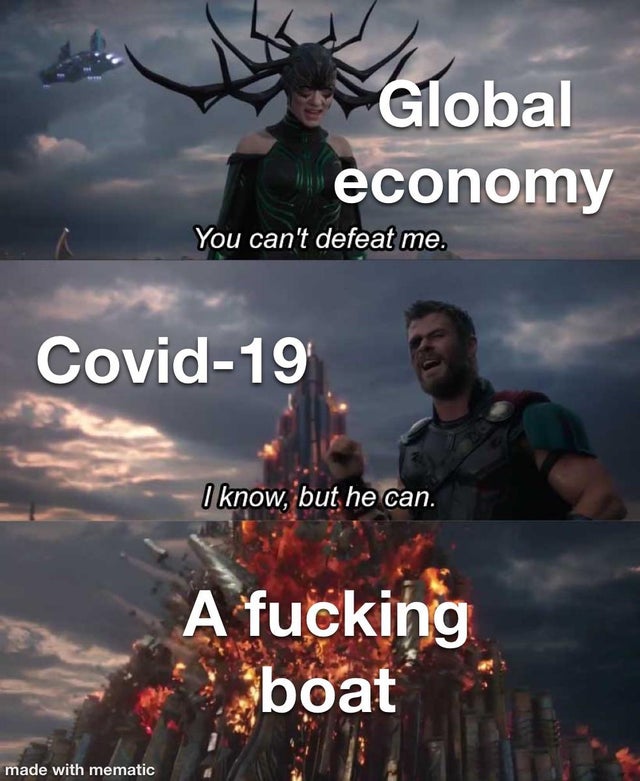 Global
economy
You can't defeat me.
Covid-19
I know, but he can.
A fucking
boat
made with mematic